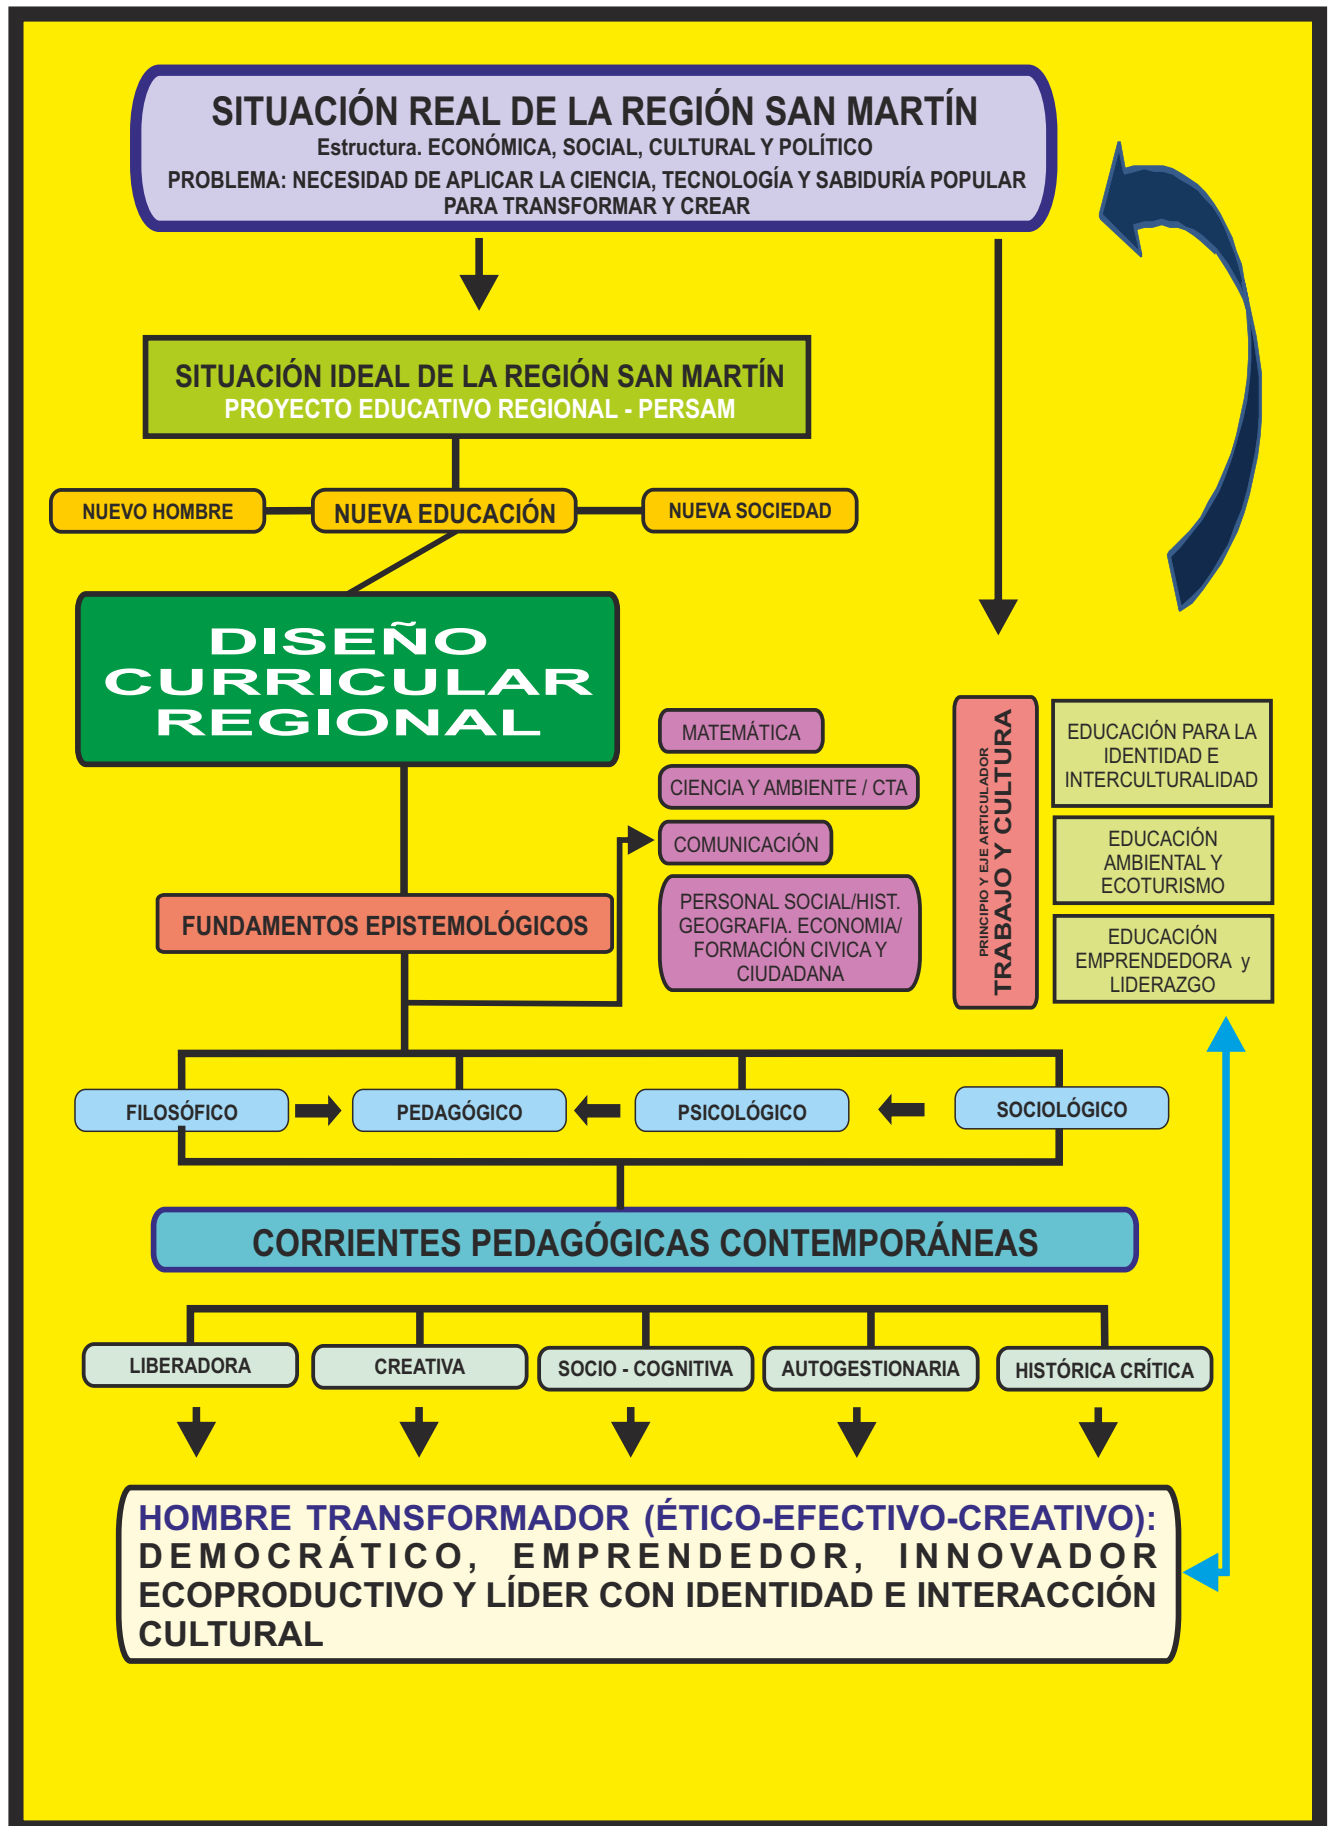 SITUACIÓN REAL DE LA REGIÓN SAN MARTÍN
Estructura. ECONÓMICA, SOCIAL, CULTURAL Y POLÍTICO
PROBLEMA: NECESIDAD DE APLICAR LA CIENCIA, TECNOLOGÍA Y SABIDURÍA POPULAR
PARA TRANSFORMAR Y CREAR
SITUACIÓN IDEAL DE LA REGIÓN SAN MARTÍN
PROYECTO EDUCATIVO REGIONAL - PERSAM
NUEVO HOMBRE
NUEVA EDUCACIÓN
NUEVA SOCIEDAD
DISEÑO
CURRICULAR
REGIONAL
MATEMÁTICA
CIENCIA Y AMBIENTE / CTA
COMUNICACIÓN
PERSONAL SOCIAL/HIST.
GEOGRAFIA. ECONOMIA/
FORMACIÓN CIVICA Y
CIUDADANA
PRINCIPIO Y EJE ARTICULADOR
TRABAJO Y CULTURA
EDUCACIÓN PARA LA
IDENTIDAD E
INTERCULTURALIDAD
EDUCACIÓN
AMBIENTAL Y
ECOTURISMO
EDUCACIÓN
EMPRENDEDORA y
LIDERAZGO
FUNDAMENTOS EPISTEMOLÓGICOS
FILOSÓFICO
PEDAGÓGICO
PSICOLÓGICO
SOCIOLÓGICO
CORRIENTES PEDAGÓGICAS CONTEMPORÁNEAS
LIBERADORA
CREATIVA
SOCIO - COGNITIVA
AUTOGESTIONARIA
HISTÓRICA CRÍTICA
HOMBRE TRANSFORMADOR (ÉTICO-EFECTIVO-CREATIVO):
DEMOCRÁTICO, EMPRENDEDOR, INNOVADOR
ECOPRODUCTIVO Y LÍDER CON IDENTIDAD E INTERACCIÓN
CULTURAL